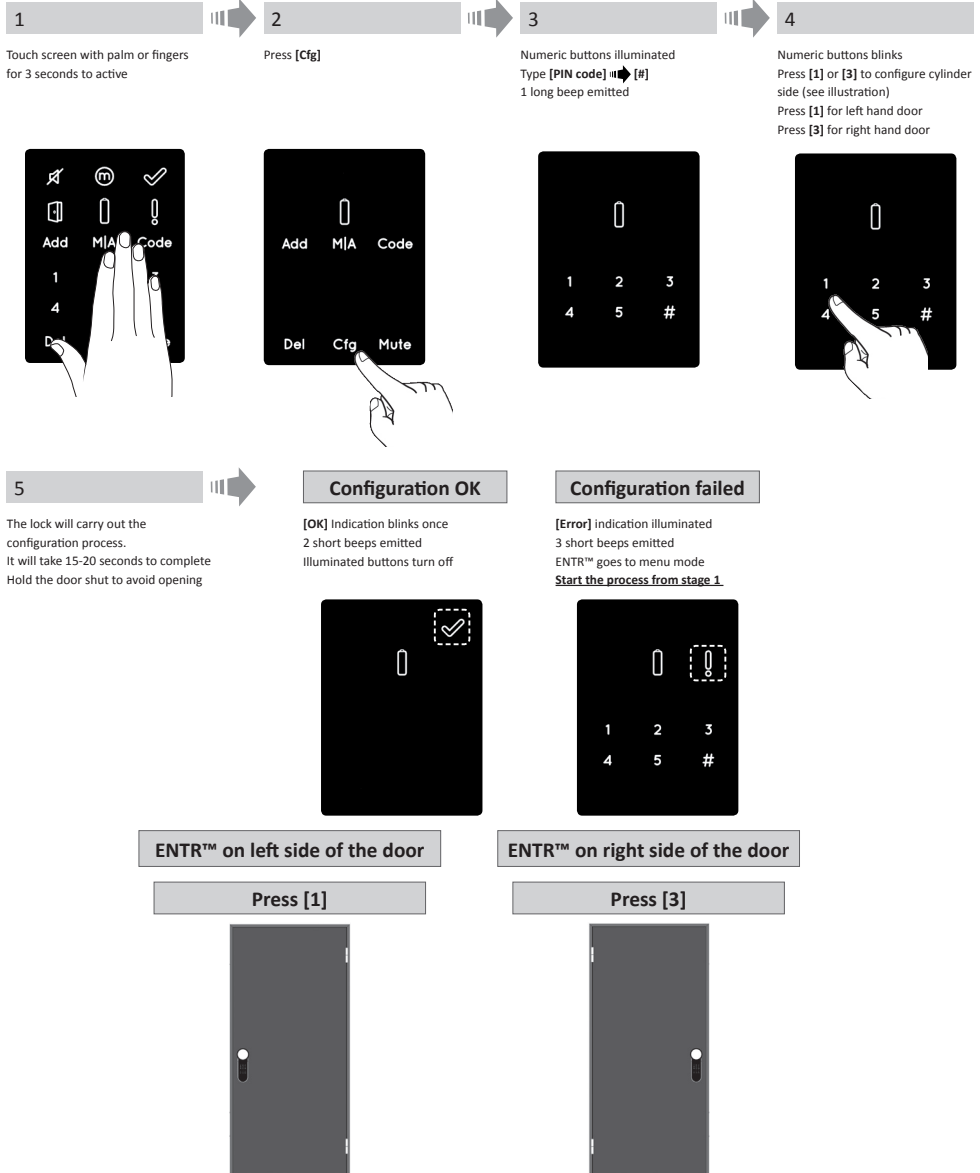 1
Touch screen with palm or fingers
for 3 seconds to active
2
Press [Cfg]
3
Numeric buttons illuminated
Type [PIN code] [#]
1 long beep emitted
4
Numeric buttons blinks
Press [1] or [3] to configure cylinder
side (see illustration)
Press [1] for left hand door
Press [3] for right hand door
m
Add M|A Code
1
4
Add M|A Code
Del Cfg Mute
1 2 3
4 5 #
1 2 3
4 5 #
5
The lock will carry out the
configuration process.
It will take 15-20 seconds to complete
Hold the door shut to avoid opening
Configuration OK
[OK] Indication blinks once
2 short beeps emitted
Illuminated buttons turn off
Configuration failed
[Error] indication illuminated
3 short beeps emitted
ENTR™ goes to menu mode
Start the process from stage 1
1 2 3
4 5 #
ENTR™ on left side of the door
Press [1]
ENTR™ on right side of the door
Press [3]